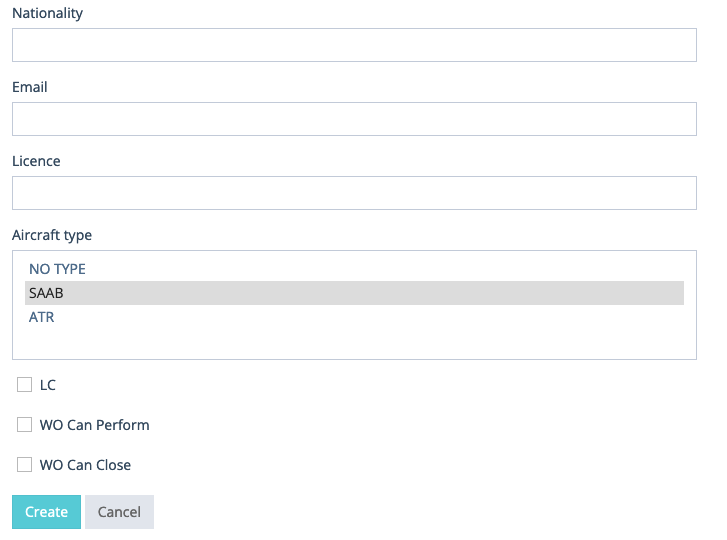 Nationality
Email
Licence
Aircraft type
NO TYPE
SAAB
ATR
LC
WO Can Perform
WO Can Close
Create Cancel